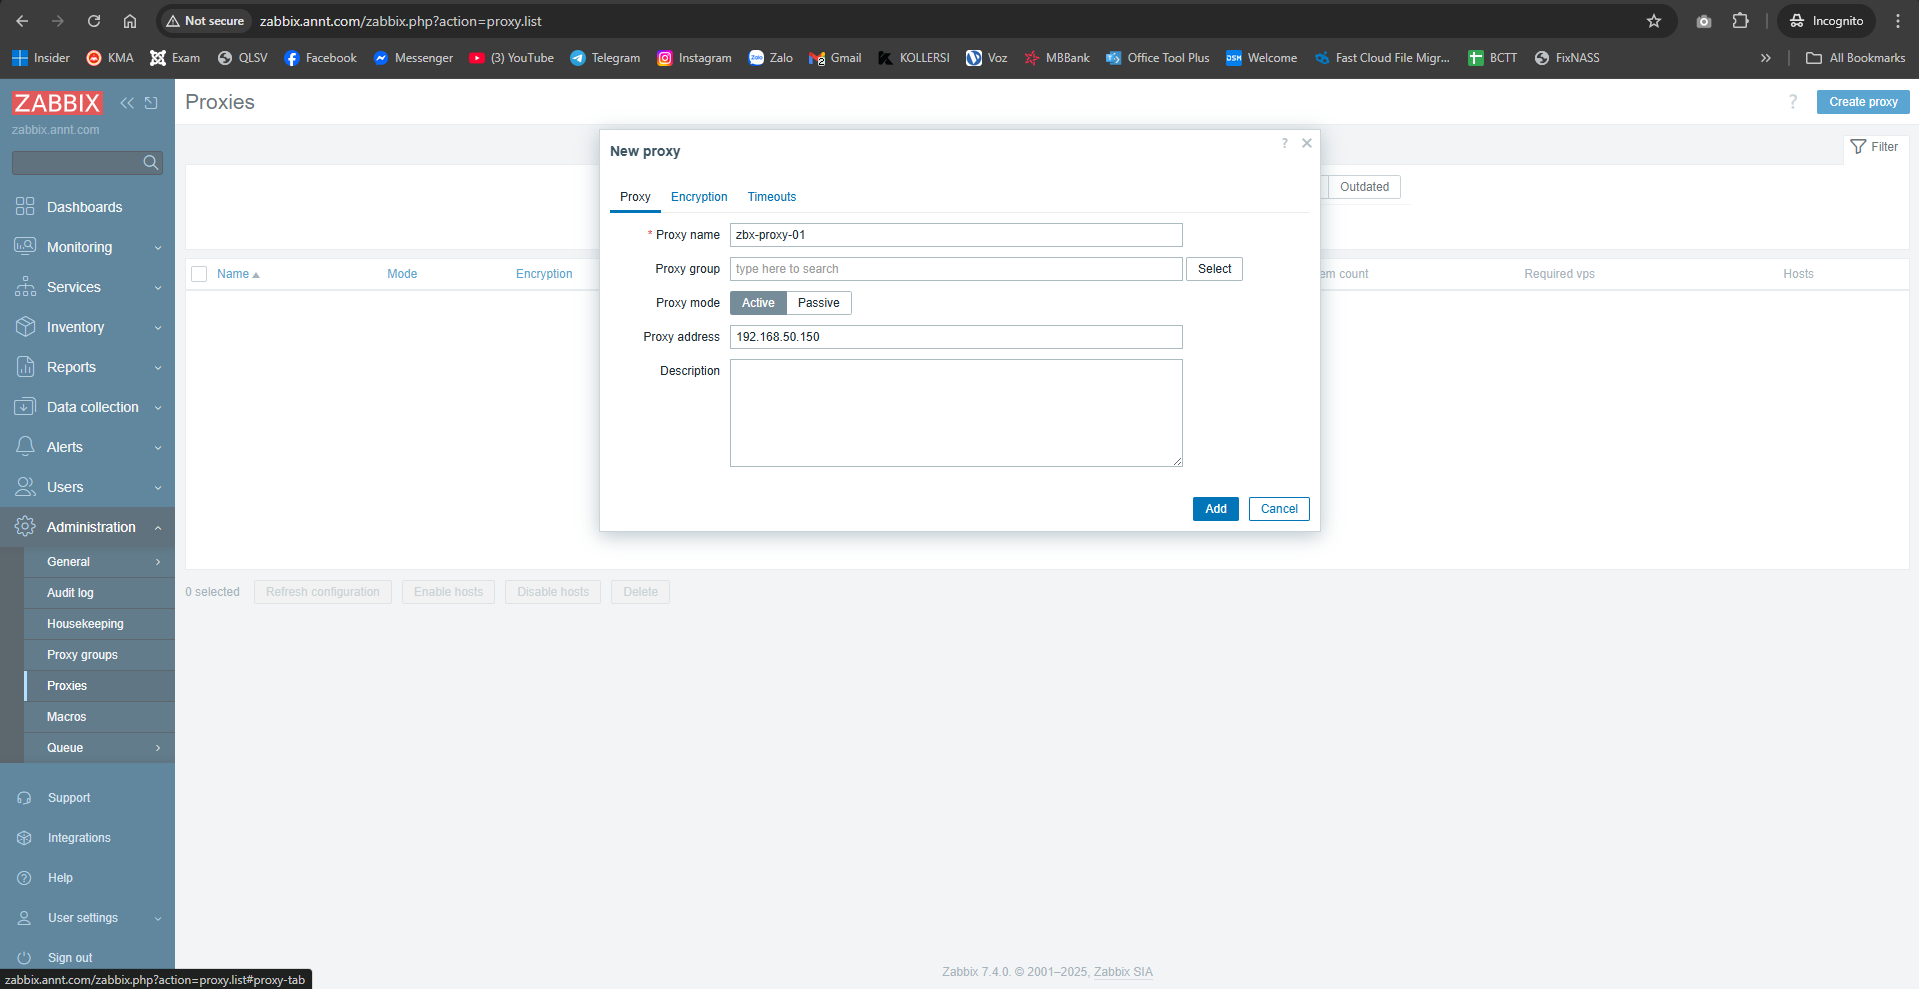 Not secure zabbix.annt.com/zabbix.php?action=proxy.list Incognito
Insider KMA Exam QLSV Facebook Messenger (3) YouTube Telegram Instagram Zalo Gmail KOLLERSI Voz MBBank Office Tool Plus Welcome Fast Cloud File Migr... BCTT FixNASS All Bookmarks
ZABBIX
zabbix.annt.com
Dashboards
Monitoring
Services
Inventory
Reports
Data collection
Alerts
Users
Administration
General
Audit log
Housekeeping
Proxy groups
Proxies
Macros
Queue
Support
Integrations
Help
User settings
Sign out
zabbix.annt.com/zabbix.php?action=proxy.list#proxy-tab
Proxies ? Create proxy
Filter
Outdated
Name Mode Encryption em count Required vps Hosts
New proxy ?
Proxy Encryption Timeouts
* Proxy name zbx-proxy-01
Proxy group type here to search Select
Proxy mode Active Passive
Proxy address 192.168.50.150
Description
Add Cancel
0 selected Refresh configuration Enable hosts Disable hosts Delete
Zabbix 7.4.0. © 2001–2025, Zabbix SIA